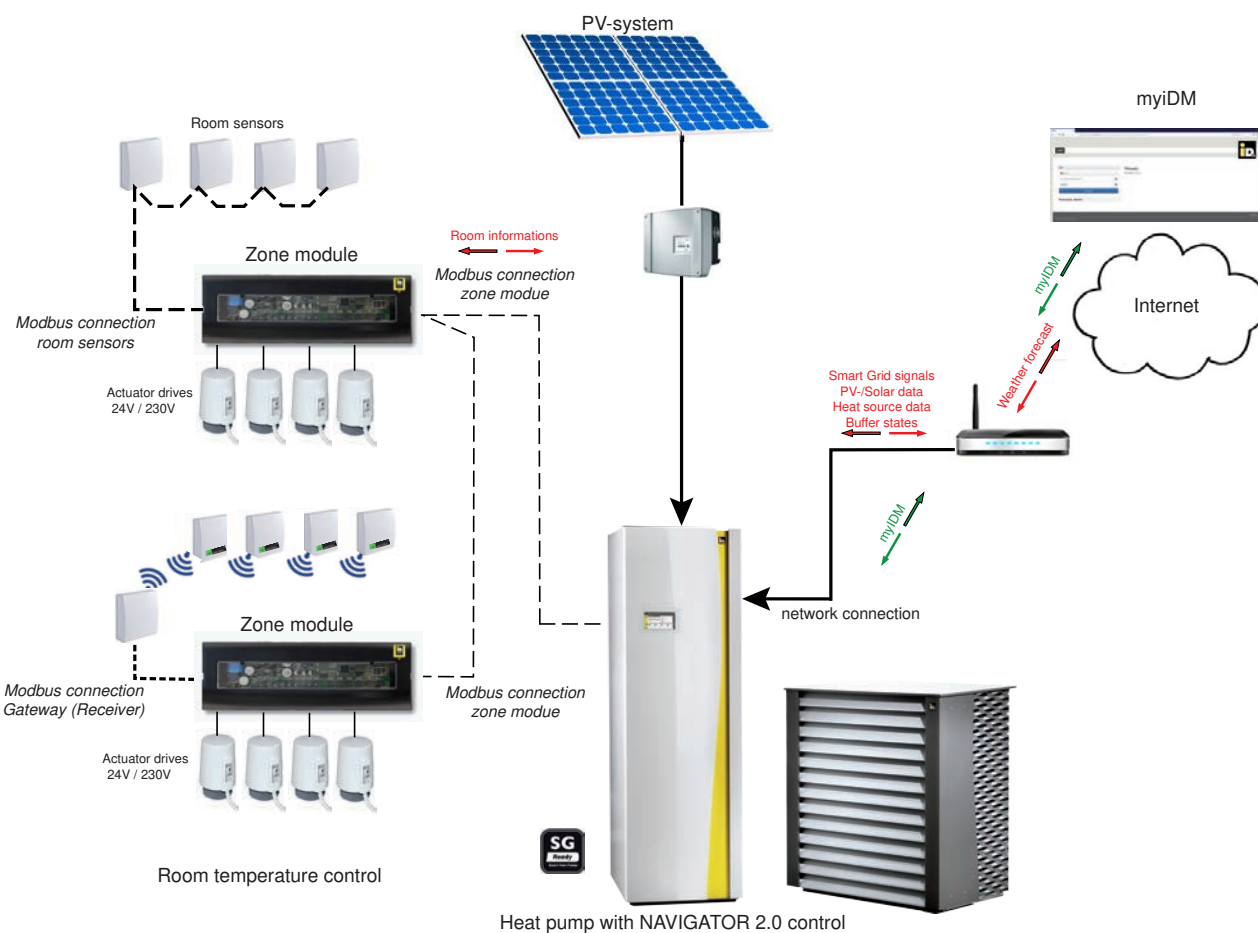 PV-system
myiDM
Room sensors
Room informations
Zone module
Modbus connection
zone modue
Modbus connection
room sensors
Actuator drives
24V / 230V
myIDM
Internet
Weather forecast
Smart Grid signals
PV-/Solar data
Heat source data
Buffer states
myIDM
network connection
Zone module
Modbus connection
Gateway (Receiver)
Modbus connection
zone modue
Actuator drives
24V / 230V
SG
Ready
Room temperature control
Heat pump with NAVIGATOR 2.0 control